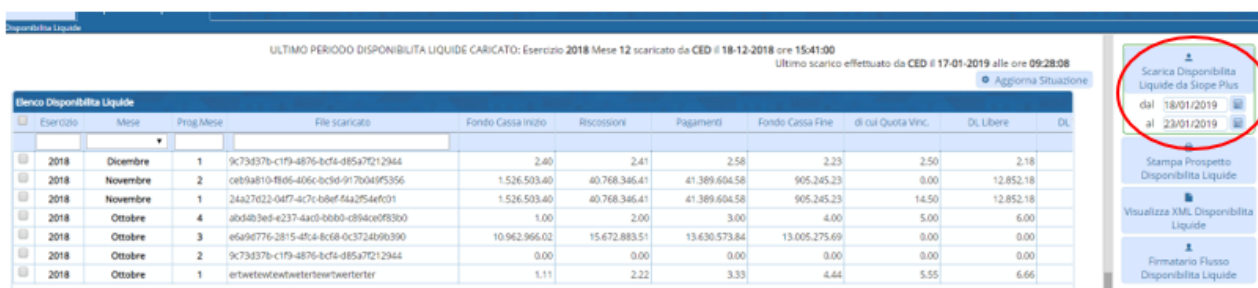 Disponibilita Liquide
ULTIMO PERIODO DISPONIBILITA LIQUIDE CARICATO: Esercizio 2018 Mese 12 scaricato da CED il 18-12-2018 ore 15:41:00
Ultimo scarico effettuato da CED il 17-01-2019 alle ore 09:28:08
Aggiorna Situazione
Elenco Disponibilita Liquide
Esercizio Mese Prog.Mese File scaricato Fondo Cassa Inizio Riscossioni Pagamenti Fondo Cassa Fine di cui Quota Vinc. DL Libere DL
2018 Dicembre 1 9c73d37b-c1f9-4876-bcf4-d85a7f212944 2.40 2.41 2.58 2.23 2.50 2.18
2018 Novembre 2 ceb9a810-f8d6-406c-bc9d-917b049f5356 1.526.503.40 40.768.346.41 41.389.604.58 905.245.23 0.00 12.852.18
2018 Novembre 1 24a27d22-04f7-4c7c-b8ef-f4a2f54efc01 1.526.503.40 40.768.346.41 41.389.604.58 905.245.23 14.50 12.852.18
2018 Ottobre 4 abd4b3ed-e237-4ac0-bbb0-c894ce0f83b0 1.00 2.00 3.00 4.00 5.00 6.00
2018 Ottobre 3 e6a9d776-2815-4fc4-8c68-0c3724b9b390 10.962.966.02 15.672.883.51 13.630.573.84 13.005.275.69 0.00 0.00
2018 Ottobre 2 9c73d37b-c1f9-4876-bcf4-d85a7f212944 0.00 0.00 0.00 0.00 0.00 0.00
2018 Ottobre 1 ertwetewtewtwetertewrtwerterter 1.11 2.22 3.33 4.44 5.55 6.66
Scarica Disponibilita
Liquide da Siope Plus
dal 18/01/2019
al 23/01/2019
Stampa Prospetto
Disponibilita Liquide
Visualizza XML Disponibilita
Liquide
Firmatario Flusso
Disponibilita Liquide